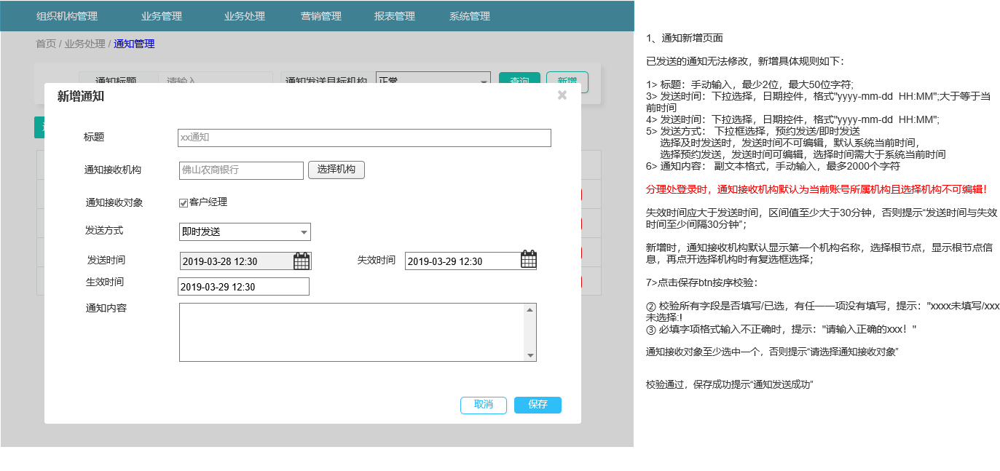 组织机构管理 业务管理 业务处理 营销管理 报表管理 系统管理
首页 / 业务处理 / 通知管理
通知标题 请输入 通知发送目标机构 正常 查询 新增
新增通知
标题 xx通知
通知接收机构 佛山农商银行 选择机构
通知接收对象 客户经理
发送方式 即时发送
发送时间 2019-03-28 12:30 失效时间 2019-03-29 12:30
生效时间 2019-03-29 12:30
通知内容
取消 保存
1、通知新增页面
已发送的通知无法修改，新增具体规则如下：
1> 标题：手动输入，最少2位，最大50位字符;
3> 发送时间：下拉选择，日期控件，格式"yyyy-mm-dd HH:MM";大于等于当
前时间
4> 发送时间：下拉选择，日期控件，格式"yyyy-mm-dd HH:MM";
5> 发送方式： 下拉框选择，预约发送/即时发送
选择及时发送时，发送时间不可编辑，默认系统当前时间，
选择预约发送，发送时间可编辑，选择时间需大于系统当前时间
6> 通知内容： 副文本格式，手动输入，最多2000个字符
分理处登录时，通知接收机构默认为当前账号所属机构且选择机构不可编辑！
失效时间应大于发送时间，区间值至少大于30分钟，否则提示“发送时间与失效
时间至少间隔30分钟”；
新增时，通知接收机构默认显示第一个机构名称，选择根节点，显示根节点信
息，再点开选择机构时有复选框选择；
7>点击保存btn按序校验：
② 校验所有字段是否填写/已选，有任一一项没有填写，提示："xxxx未填写/xxx
未选择:!
③ 必填字项格式输入不正确时，提示："请输入正确的xxx！"
通知接收对象至少选中一个，否则提示“请选择通知接收对象”
校验通过，保存成功提示“通知发送成功”